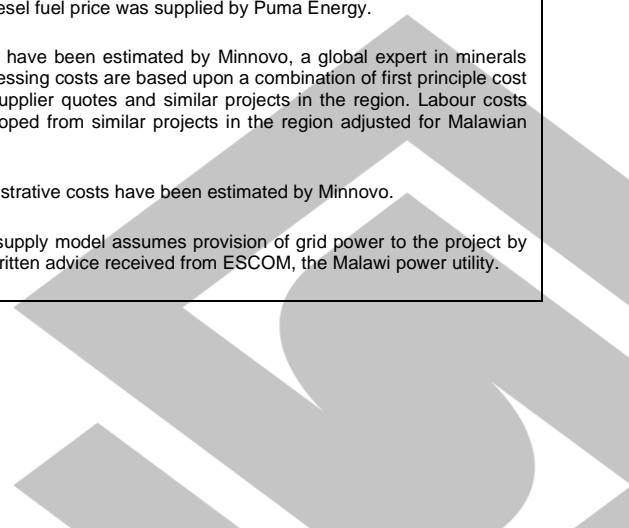 esel fuel price was supplied by Puma Energy.
have been estimated by Minnovo, a global expert in minerals
essing costs are based upon a combination of first principle cost
upplier quotes and similar projects in the region. Labour costs
oped from similar projects in the region adjusted for Malawian
strative costs have been estimated by Minnovo.
supply model assumes provision of grid power to the project by
ritten advice received from ESCOM, the Malawi power utility.